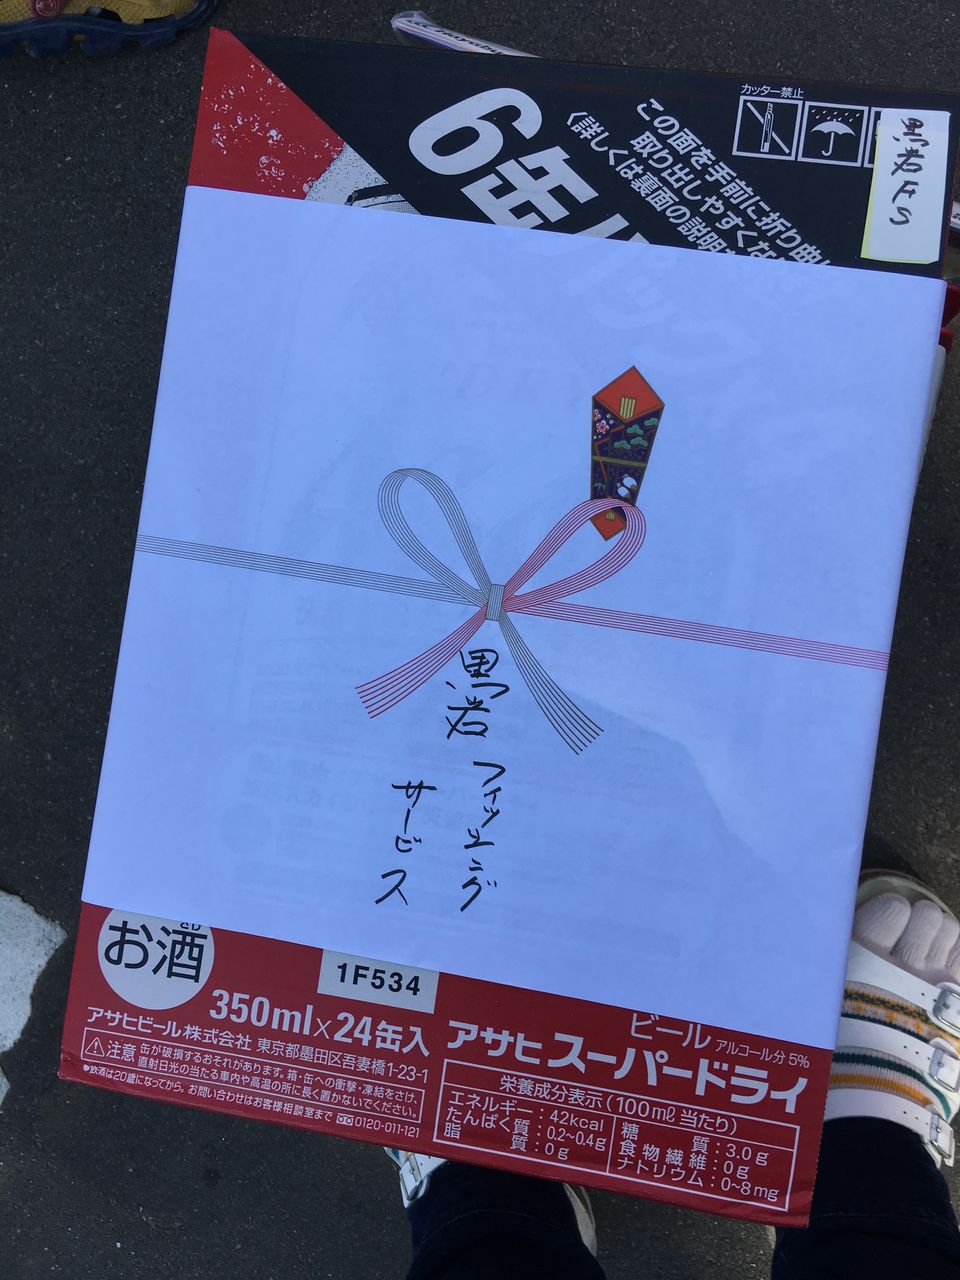 カッター禁止
6缶パック
この面を手前に折り曲
取り出しやすくな
(詳しくは裏面の説明
黒岩FS
黒岩
フィッシング
サービス
お酒
350ml×24缶入
1F534
アサヒビール株式会社 東京都墨田区吾妻橋1-23-1
注意 缶が破損するおそれがあります。箱・缶への衝撃・凍結をさけ、
直射日光の当たる車内や高温の所に長く置かないでください。
●飲酒は20歳になってから。お問い合わせはお客様相談室まで 0120-011-121
ビール アルコール分5%
アサヒスーパードライ
栄養成分表示(100ml当たり)
エネルギー:42kcal
たんぱく質:0.2~0.4g
脂質:0g
糖質:3.0g
食物繊維:0g
ナトリウム:0~8mg